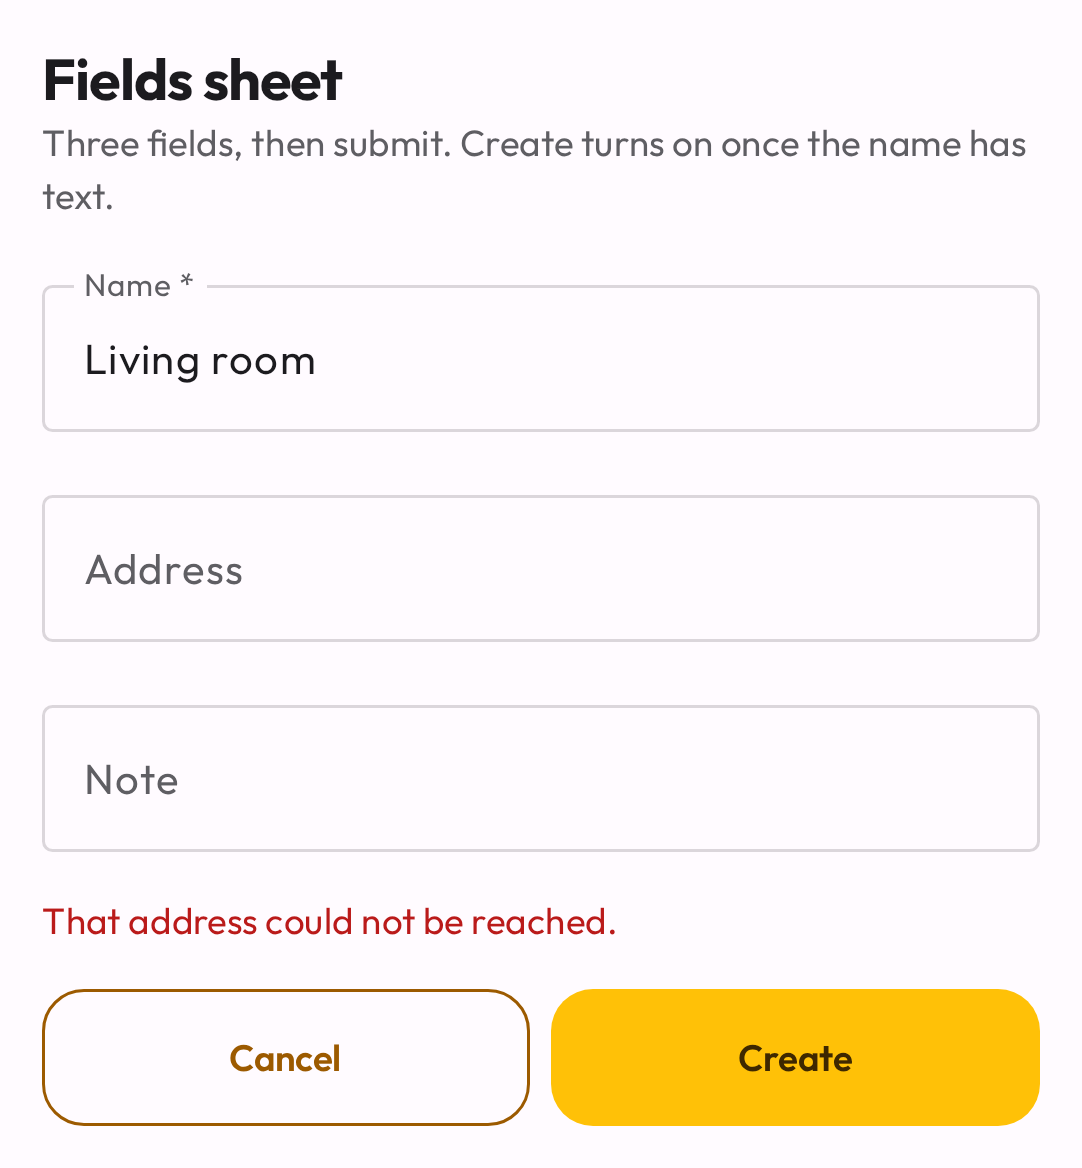 Fields sheet
Three fields, then submit. Create turns on once the name has
text.
Name *
Living room
Address
Note
That address could not be reached.
Cancel
Create